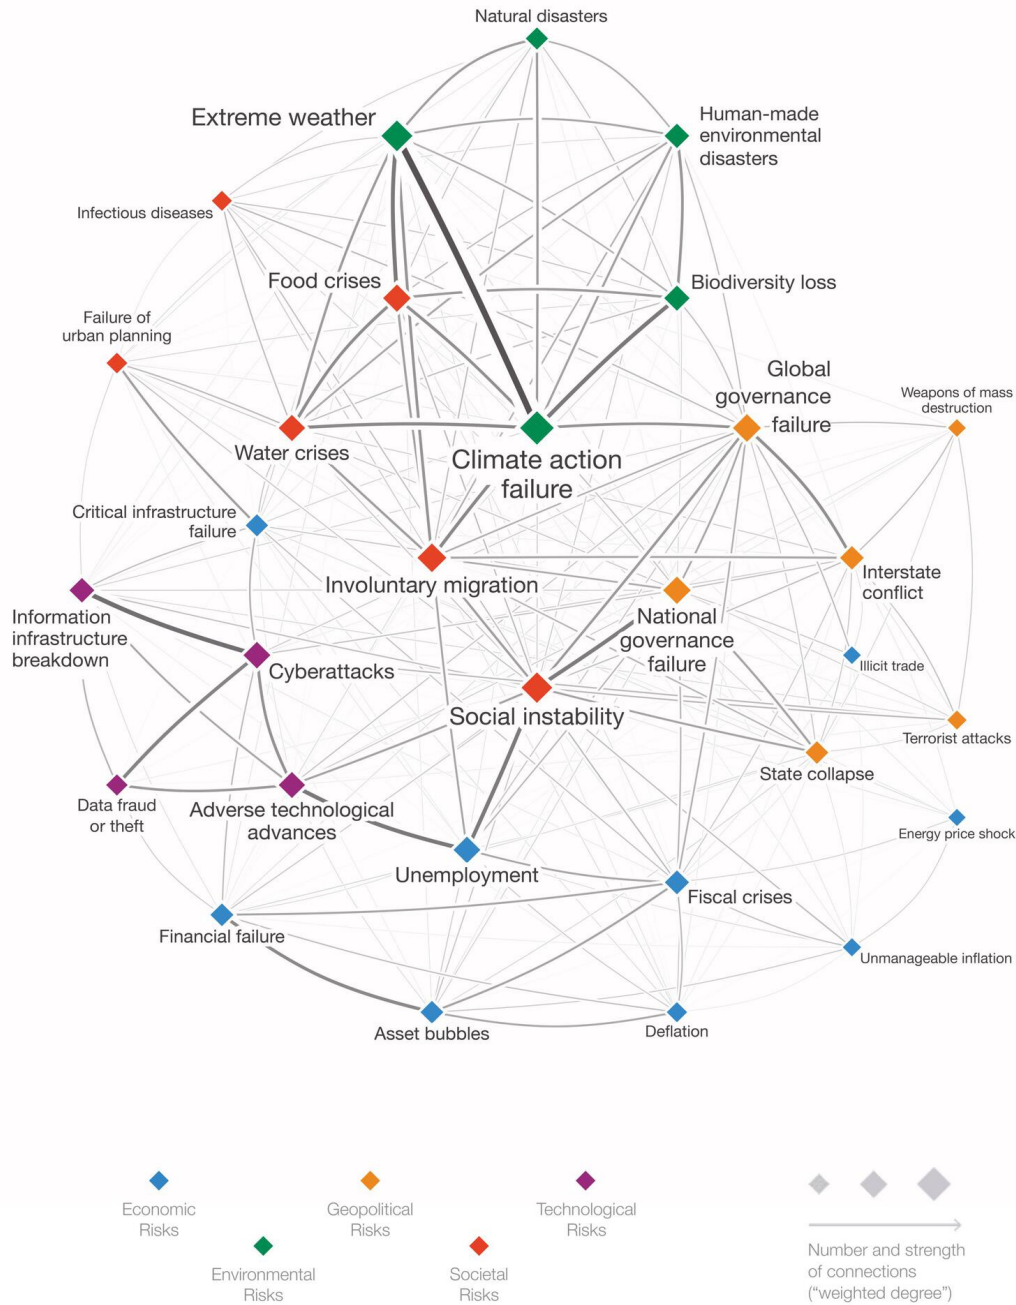 Natural disasters
Extreme weather
Human-made
environmental
disasters
Infectious diseases
Food crises
Biodiversity loss
Failure of
urban planning
Global
governance
failure
Weapons of mass
destruction
Water crises
Climate action
failure
Critical infrastructure
failure
Involuntary migration
Interstate
conflict
Information
infrastructure
breakdown
National
governance
failure
Cyberattacks
Illicit trade
Social instability
Terrorist attacks
State collapse
Data fraud
or theft
Adverse technological
advances
Energy price shock
Unemployment
Fiscal crises
Financial failure
Unmanageable inflation
Asset bubbles
Deflation
Economic
Risks
Geopolitical
Risks
Technological
Risks
Environmental
Risks
Societal
Risks
Number and strength
of connections
(“weighted degree”)